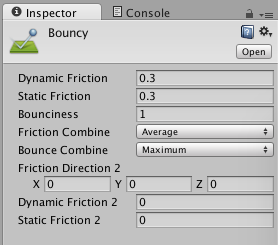 Inspector Console
Bouncy
Open
Dynamic Friction 0.3
Static Friction 0.3
Bounciness 1
Friction Combine Average
Bounce Combine Maximum
Friction Direction 2
X 0 Y 0 Z 0
Dynamic Friction 2 0
Static Friction 2 0